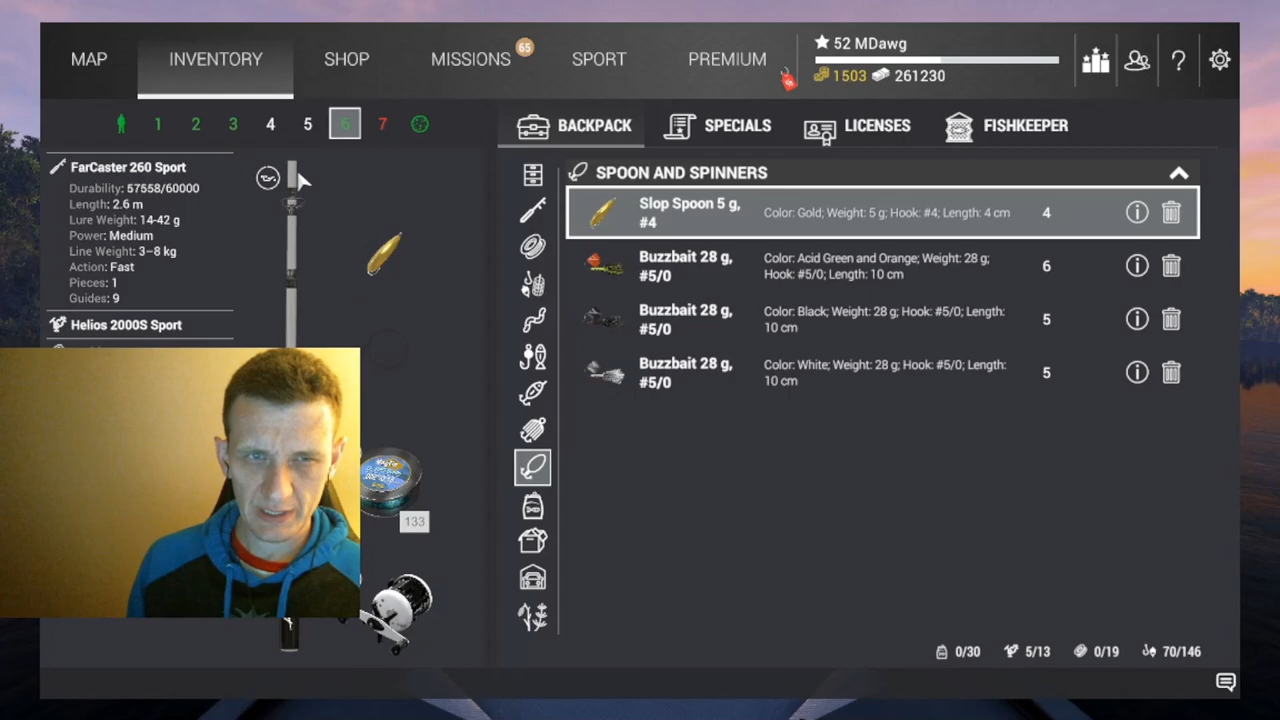 MAP
INVENTORY
SHOP
MISSIONS
65
SPORT
PREMIUM
52 MDawg
1503 261230
1 2 3 4 5 6 7
BACKPACK
SPECIALS
LICENSES
FISHKEEPER
FarCaster 260 Sport
Durability: 57558/60000
Length: 2.6 m
Lure Weight: 14-42 g
Power: Medium
Line Weight: 3–8 kg
Action: Fast
Pieces: 1
Guides: 9
Helios 2000S Sport
133
SPOON AND SPINNERS
Slop Spoon 5 g,
#4
Color: Gold; Weight: 5 g; Hook: #4; Length: 4 cm
4
Buzzbait 28 g,
#5/0
Color: Acid Green and Orange; Weight: 28 g;
Hook: #5/0; Length: 10 cm
6
Buzzbait 28 g,
#5/0
Color: Black; Weight: 28 g; Hook: #5/0; Length:
10 cm
5
Buzzbait 28 g,
#5/0
Color: White; Weight: 28 g; Hook: #5/0; Length:
10 cm
5
0/30 5/13 0/19 70/146